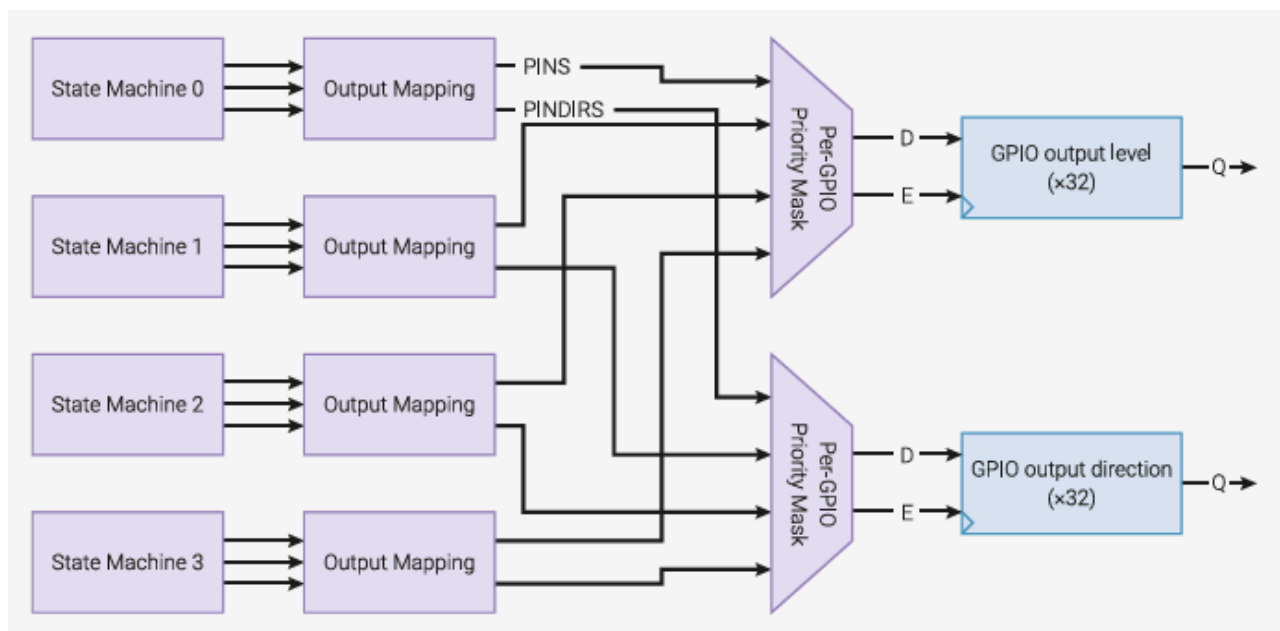 State Machine 0
Output Mapping
PINS
PINDIRS
State Machine 1
Output Mapping
State Machine 2
Output Mapping
State Machine 3
Output Mapping
Per-GPIO
Priority Mask
D
E
GPIO output level
(×32)
Q
Per-GPIO
Priority Mask
D
E
GPIO output direction
(×32)
Q